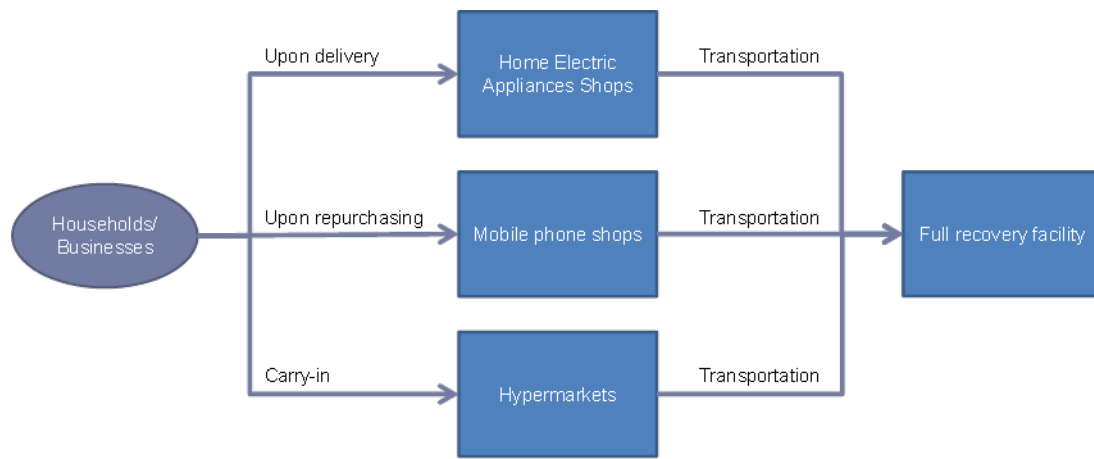 Upon delivery
Home Electric
Appliances Shops
Transportation
Households/
Businesses
Upon repurchasing
Mobile phone shops
Transportation
Full recovery facility
Carry-in
Hypermarkets
Transportation